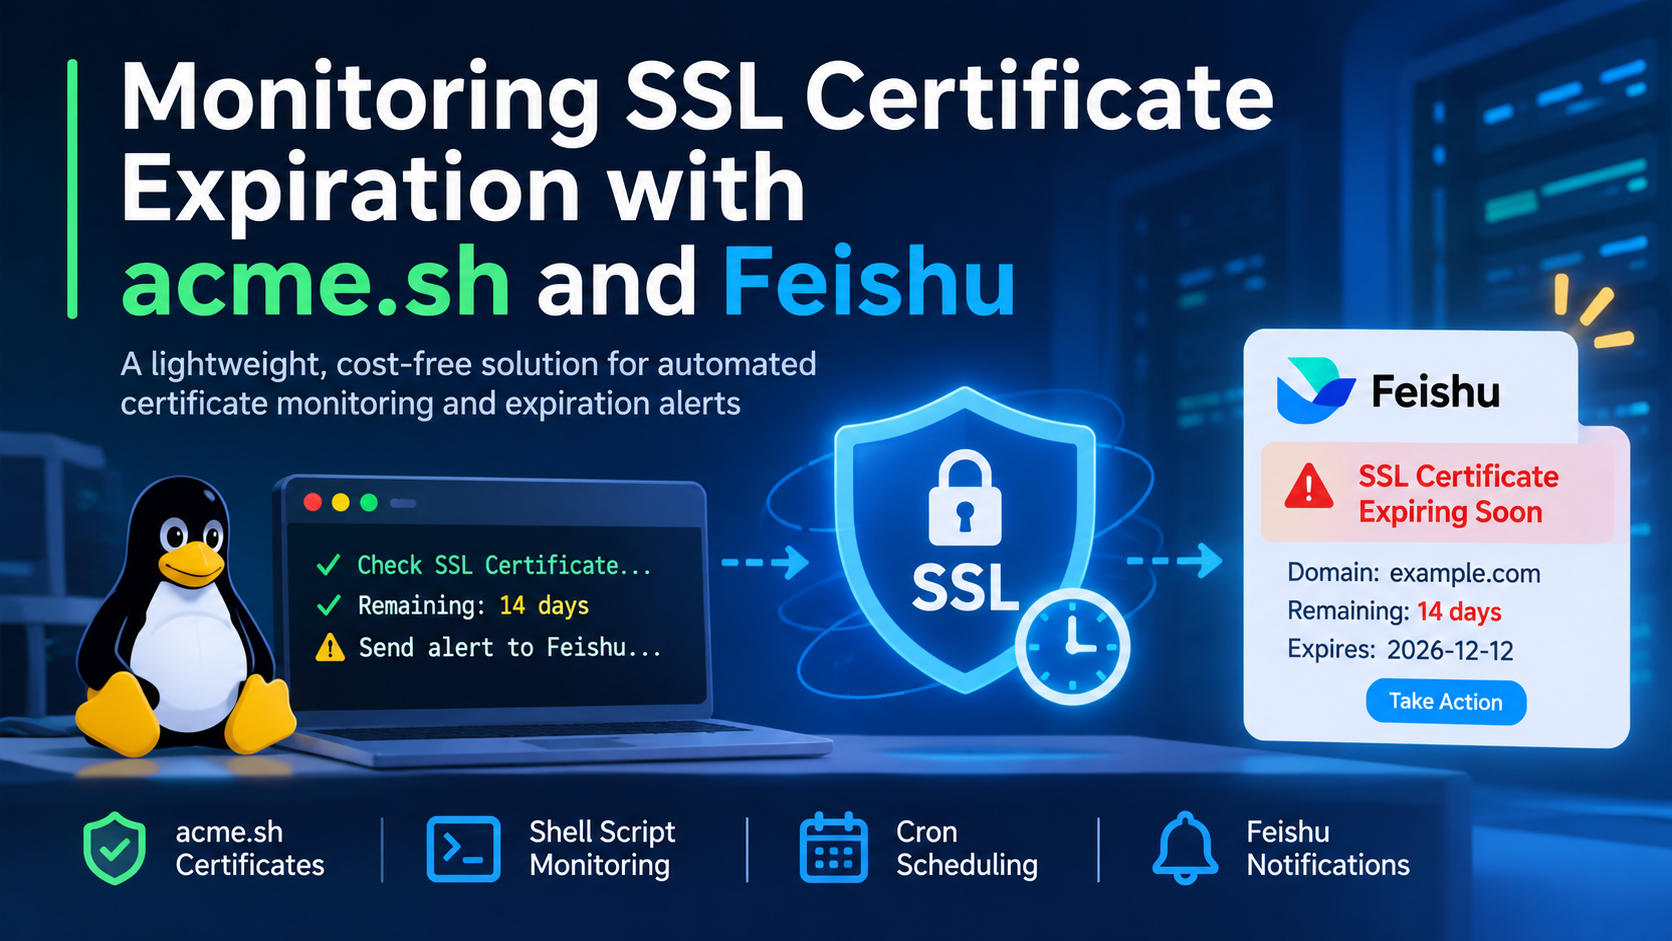 Monitoring SSL Certificate
Expiration with
acme.sh and Feishu
A lightweight, cost-free solution for automated
certificate monitoring and expiration alerts
Check SSL Certificate...
Remaining: 14 days
Send alert to Feishu...
SSL
Feishu
SSL Certificate
Expiring Soon
Domain: example.com
Remaining: 14 days
Expires: 2026-12-12
Take Action
acme.sh
Certificates
Shell Script
Monitoring
Cron
Scheduling
Feishu
Notifications